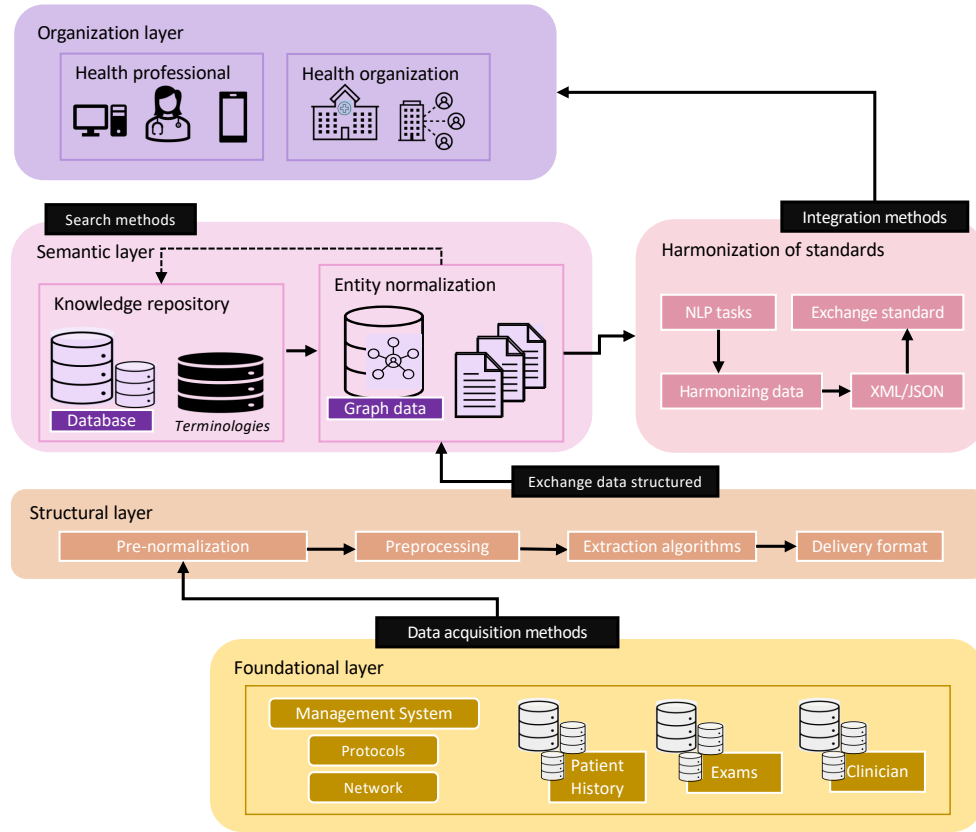 Organization layer
Health professional
Health organization
Search methods
Integration methods
Semantic layer
Knowledge repository
Database
Terminologies
Entity normalization
Graph data
Harmonization of standards
NLP tasks
Exchange standard
Harmonizing data
XML/JSON
Exchange data structured
Structural layer
Pre-normalization
Preprocessing
Extraction algorithms
Delivery format
Data acquisition methods
Foundational layer
Management System
Protocols
Network
Patient
History
Exams
Clinician